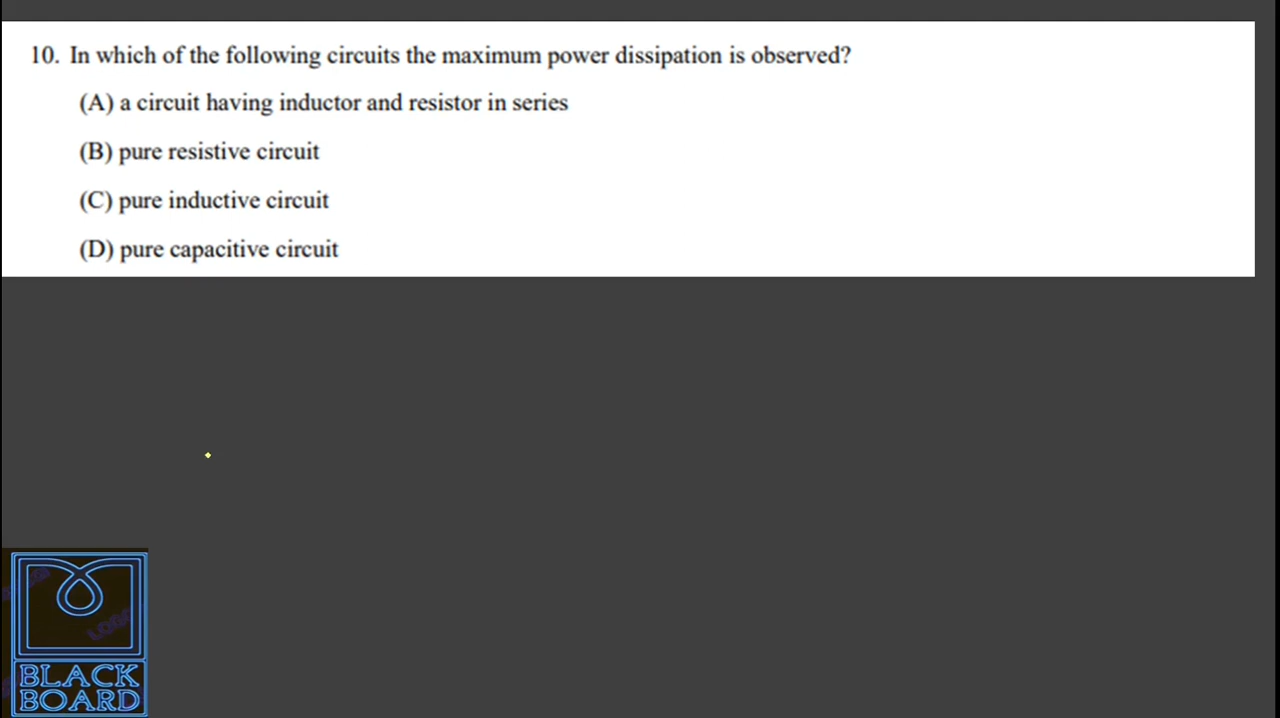 10. In which of the following circuits the maximum power dissipation is observed?
(A) a circuit having inductor and resistor in series
(B) pure resistive circuit
(C) pure inductive circuit
(D) pure capacitive circuit
BLACK
BOARD